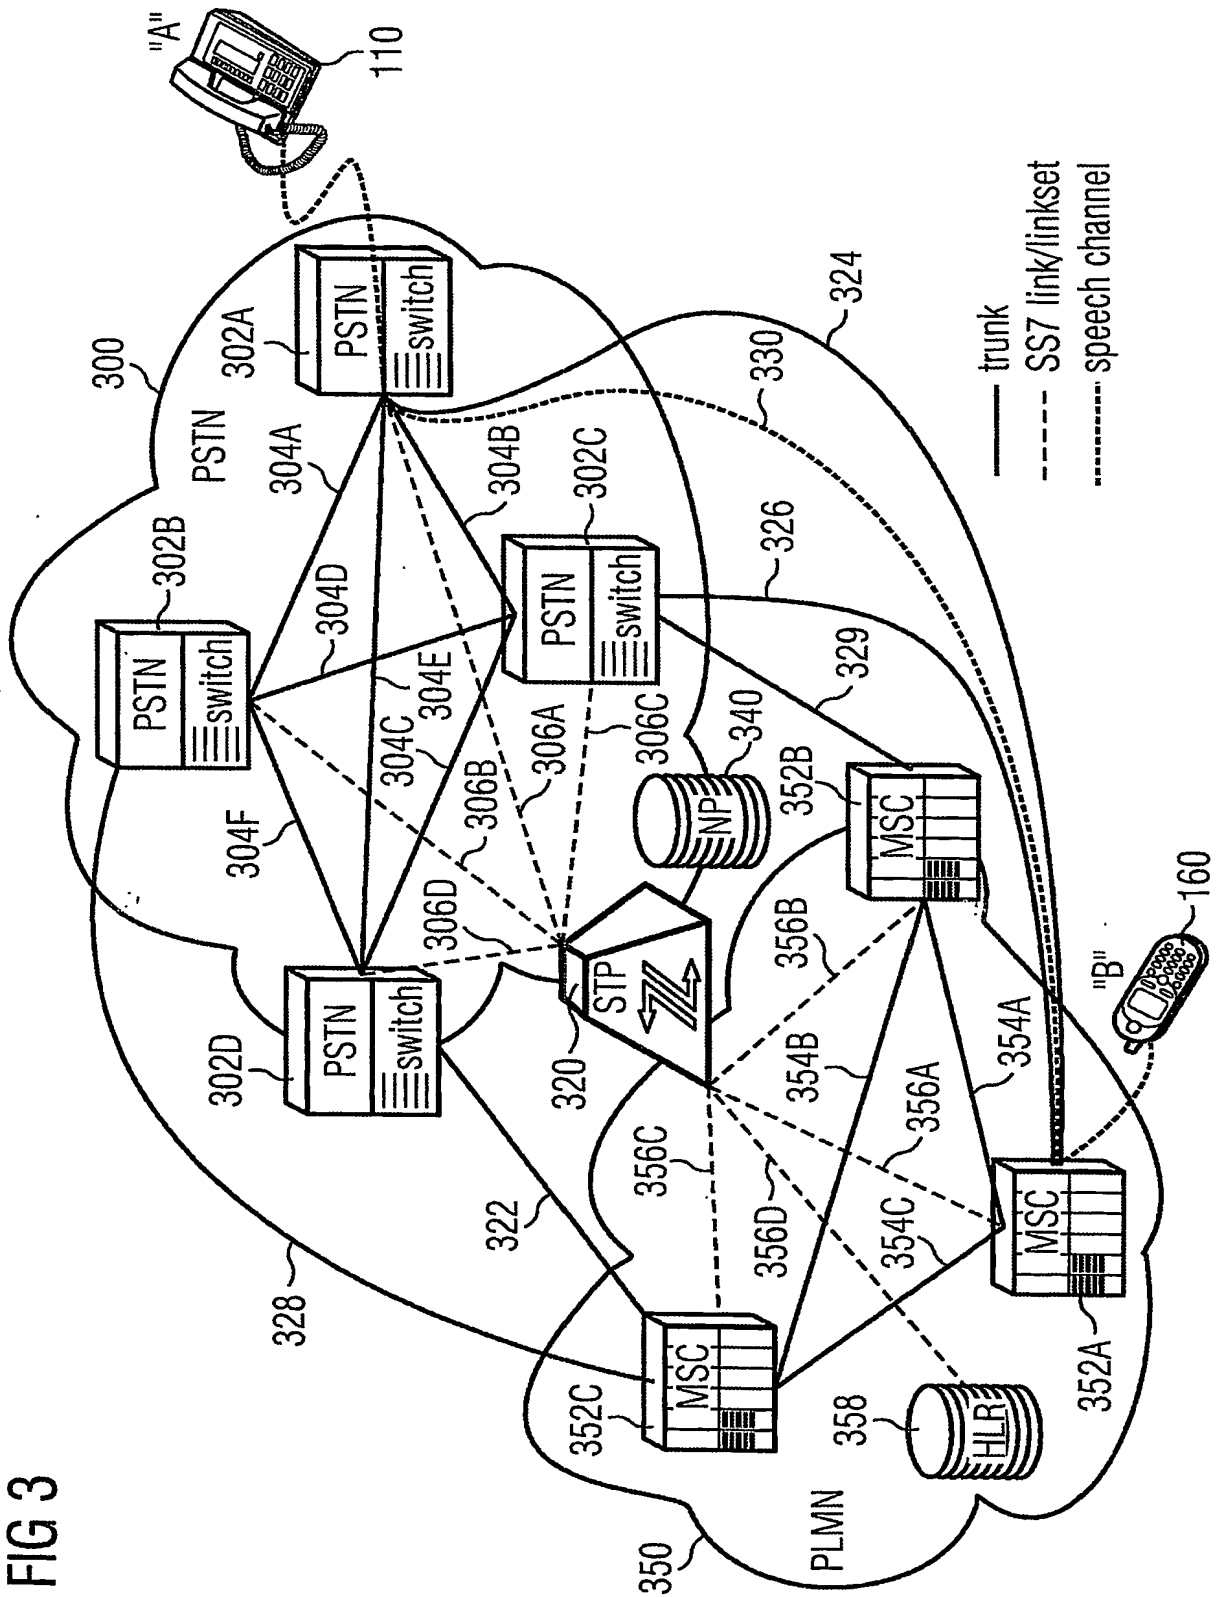 FIG 3
"A"
110
300
PSTN
302A
PSTN
switch
304A
304B
302B
PSTN
switch
304D
302C
PSTN
switch
304E
304C
306A
306B
306C
304F
306D
340
NP
302D
PSTN
switch
320
STP
322
328
324
330
326
329
352B
MSC
356B
354B
354A
356A
356C
356D
354C
352C
MSC
358
HLR
352A
MSC
"B"
160
350
PLMN
trunk
SS7 link/linkset
speech channel